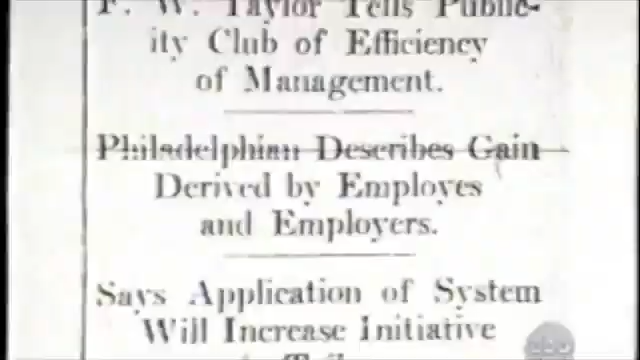 F. W. Taylor Tells Public-
ity Club of Efficiency
of Management.
Philadelphian Describes Gain
Derived by Employes
and Employers.
Says Application of System
Will Increase Initiative
abc